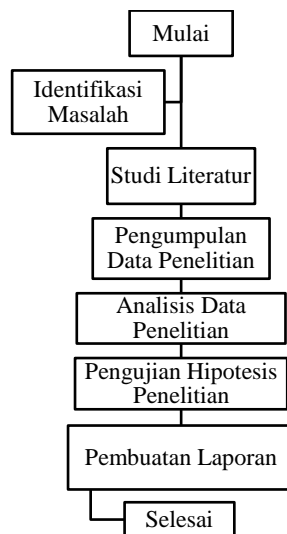 Mulai
Identifikasi
Masalah
Studi Literatur
Pengumpulan
Data Penelitian
Analisis Data
Penelitian
Pengujian Hipotesis
Penelitian
Pembuatan Laporan
Selesai